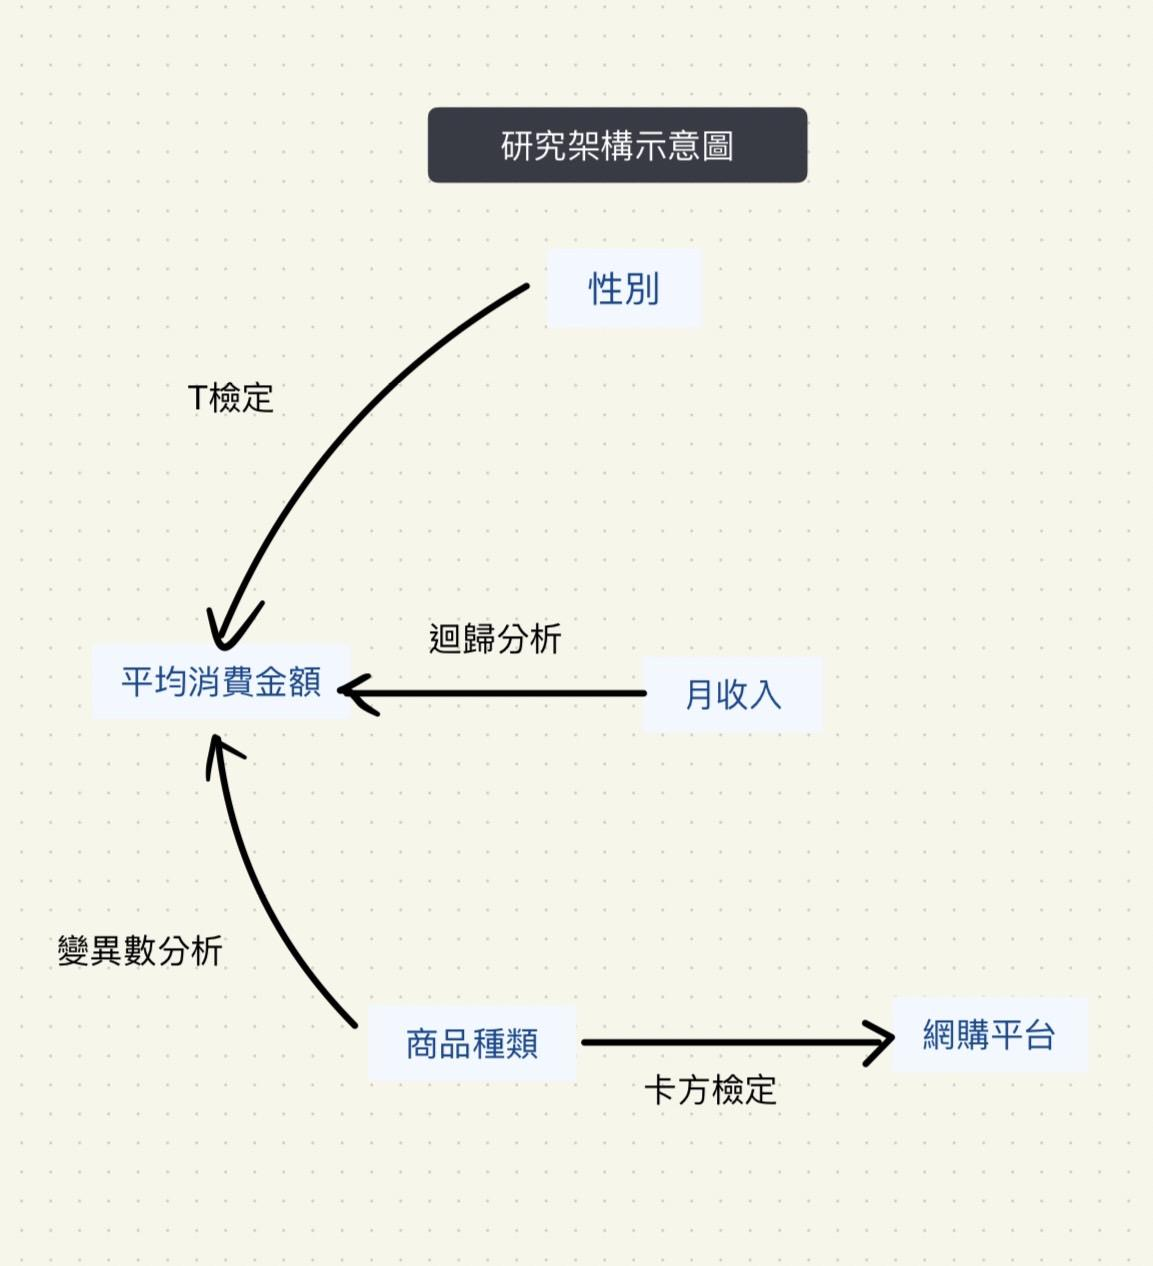 研究架構示意圖
性別
T檢定
迴歸分析
平均消費金額
月收入
變異數分析
商品種類
網購平台
卡方檢定